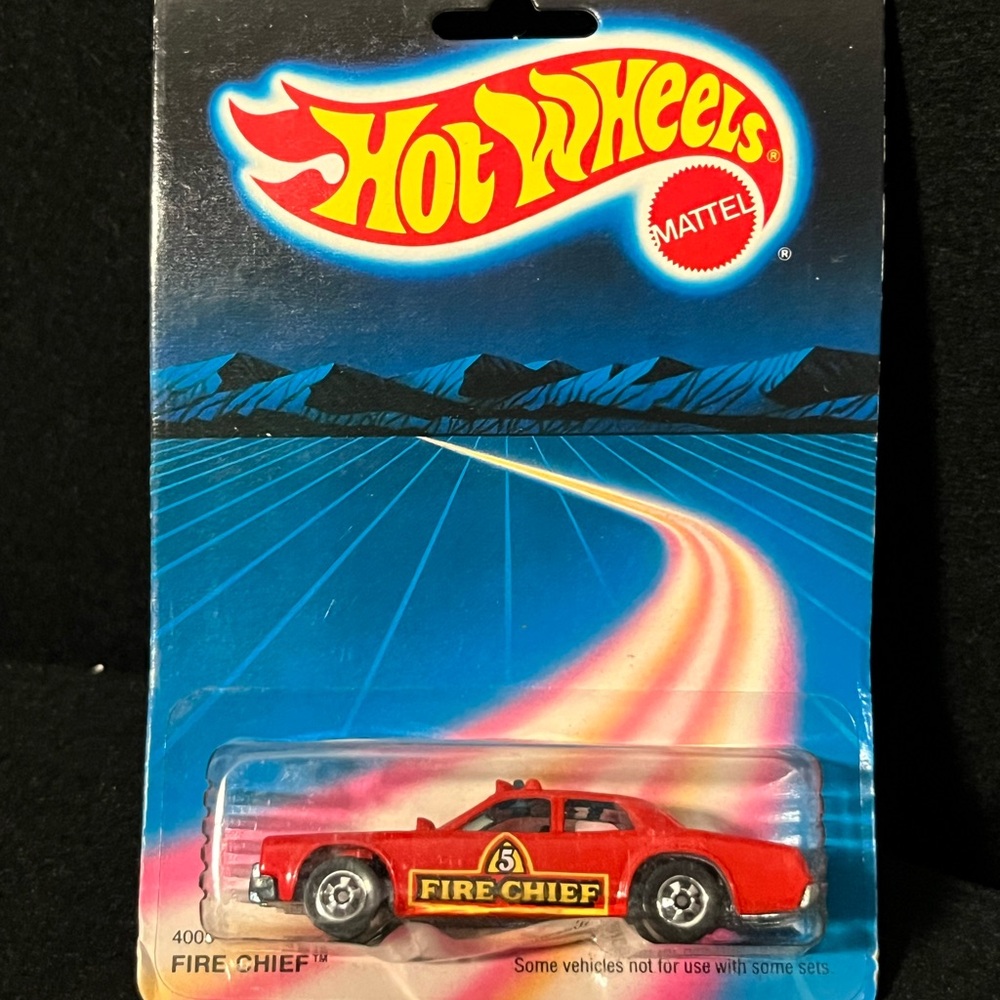 HOT WHEELS®
MATTEL
®
5
FIRE CHIEF
FIRE CHIEF™
Some vehicles not for use with some sets